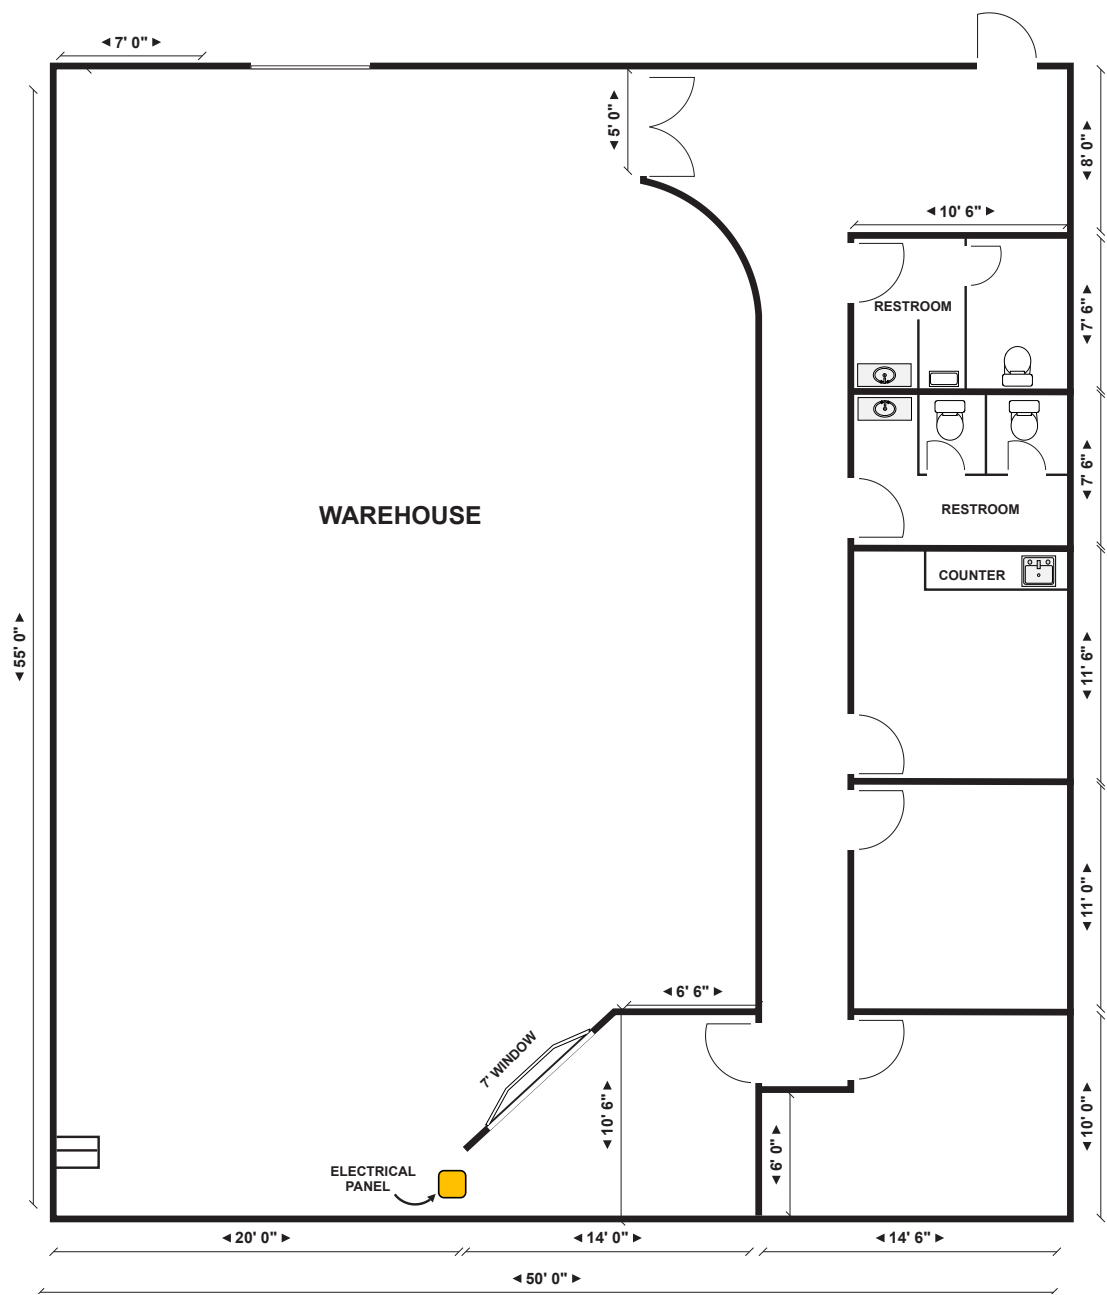 ◄ 7' 0" ►
◄ 5' 0" ►
◄ 8' 0" ►
◄ 10' 6" ►
◄ 7' 6" ►
RESTROOM
WAREHOUSE
◄ 7' 6" ►
RESTROOM
COUNTER
◄ 55' 0" ►
◄ 11' 6" ►
◄ 11' 0" ►
◄ 6' 6" ►
7' WINDOW
◄ 10' 6" ►
◄ 10' 0" ►
◄ 6' 0" ►
ELECTRICAL
PANEL
◄ 20' 0" ►
◄ 14' 0" ►
◄ 14' 6" ►
◄ 50' 0" ►